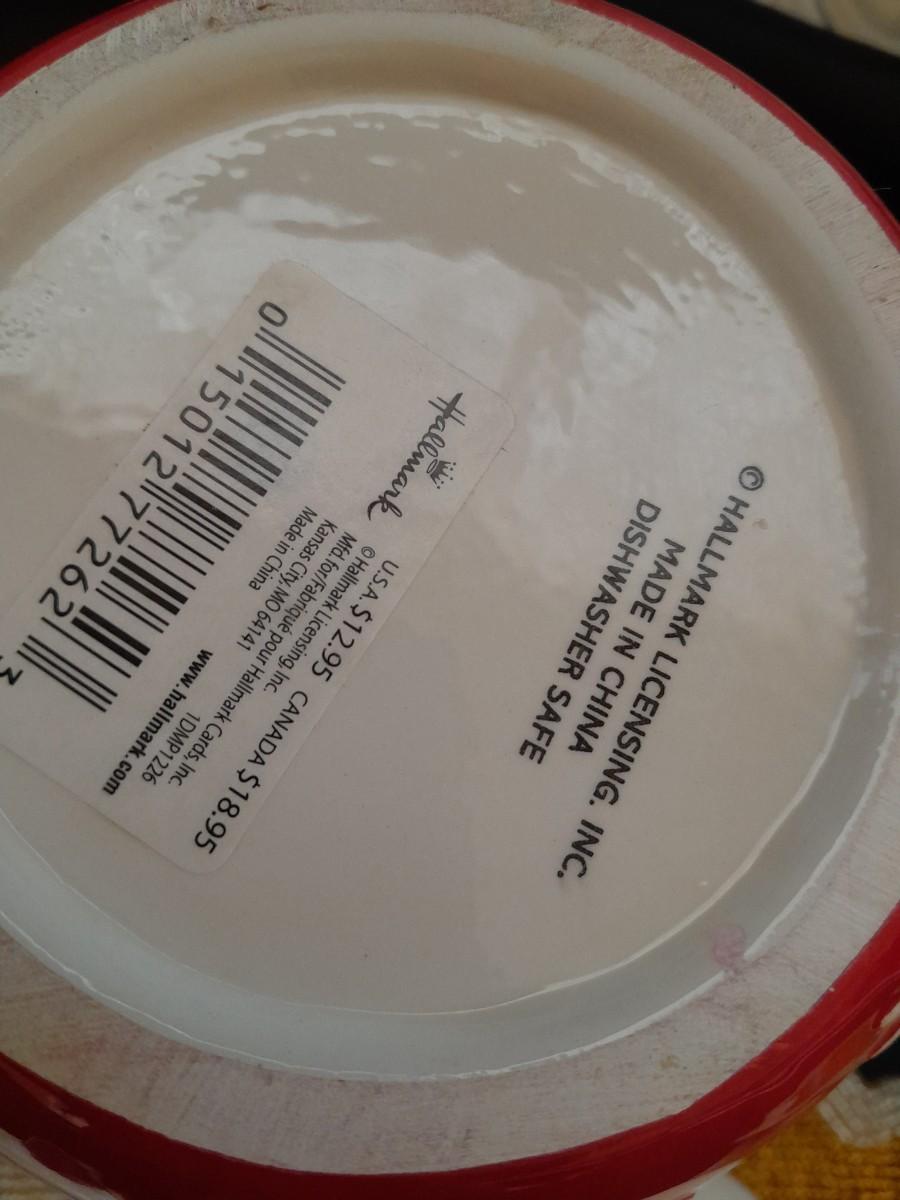 © HALLMARK LICENSING, INC.
MADE IN CHINA
DISHWASHER SAFE
Hallmark
U.S.A. $12.95 CANADA $18.95
© Hallmark Licensing, Inc.
Mfd. for/Fabriqué pour Hallmark Cards, Inc.
Kansas City, MO 64141
Made in China
1DMP1226
www.hallmark.com
0 15012 77262 3